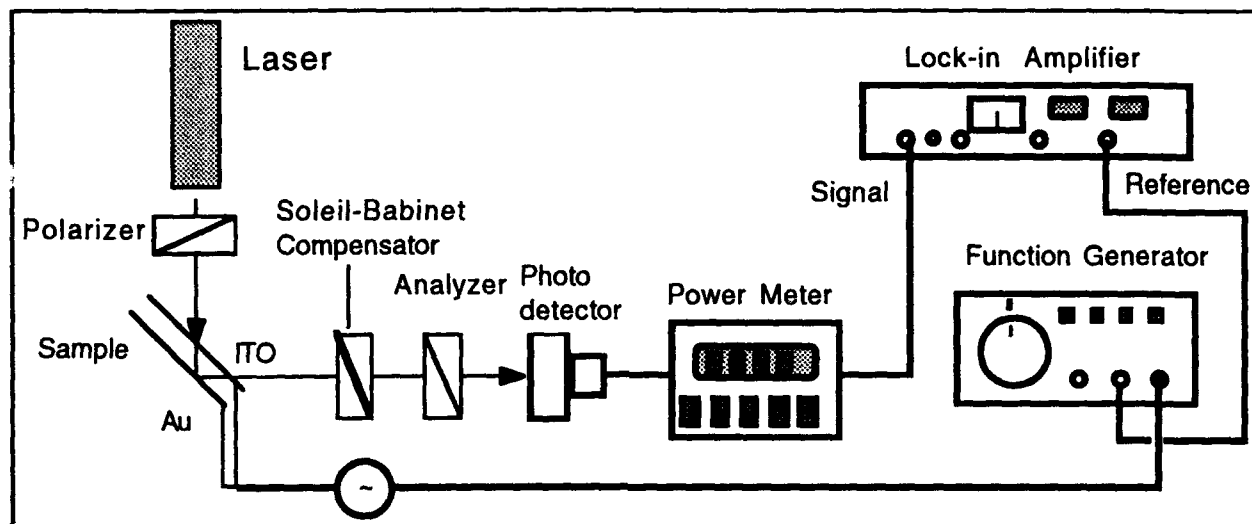 Laser
Lock-in Amplifier
Signal
Reference
Polarizer
Soleil-Babinet
Compensator
Analyzer
Photo
detector
Power Meter
Function Generator
Sample
ITO
Au
~